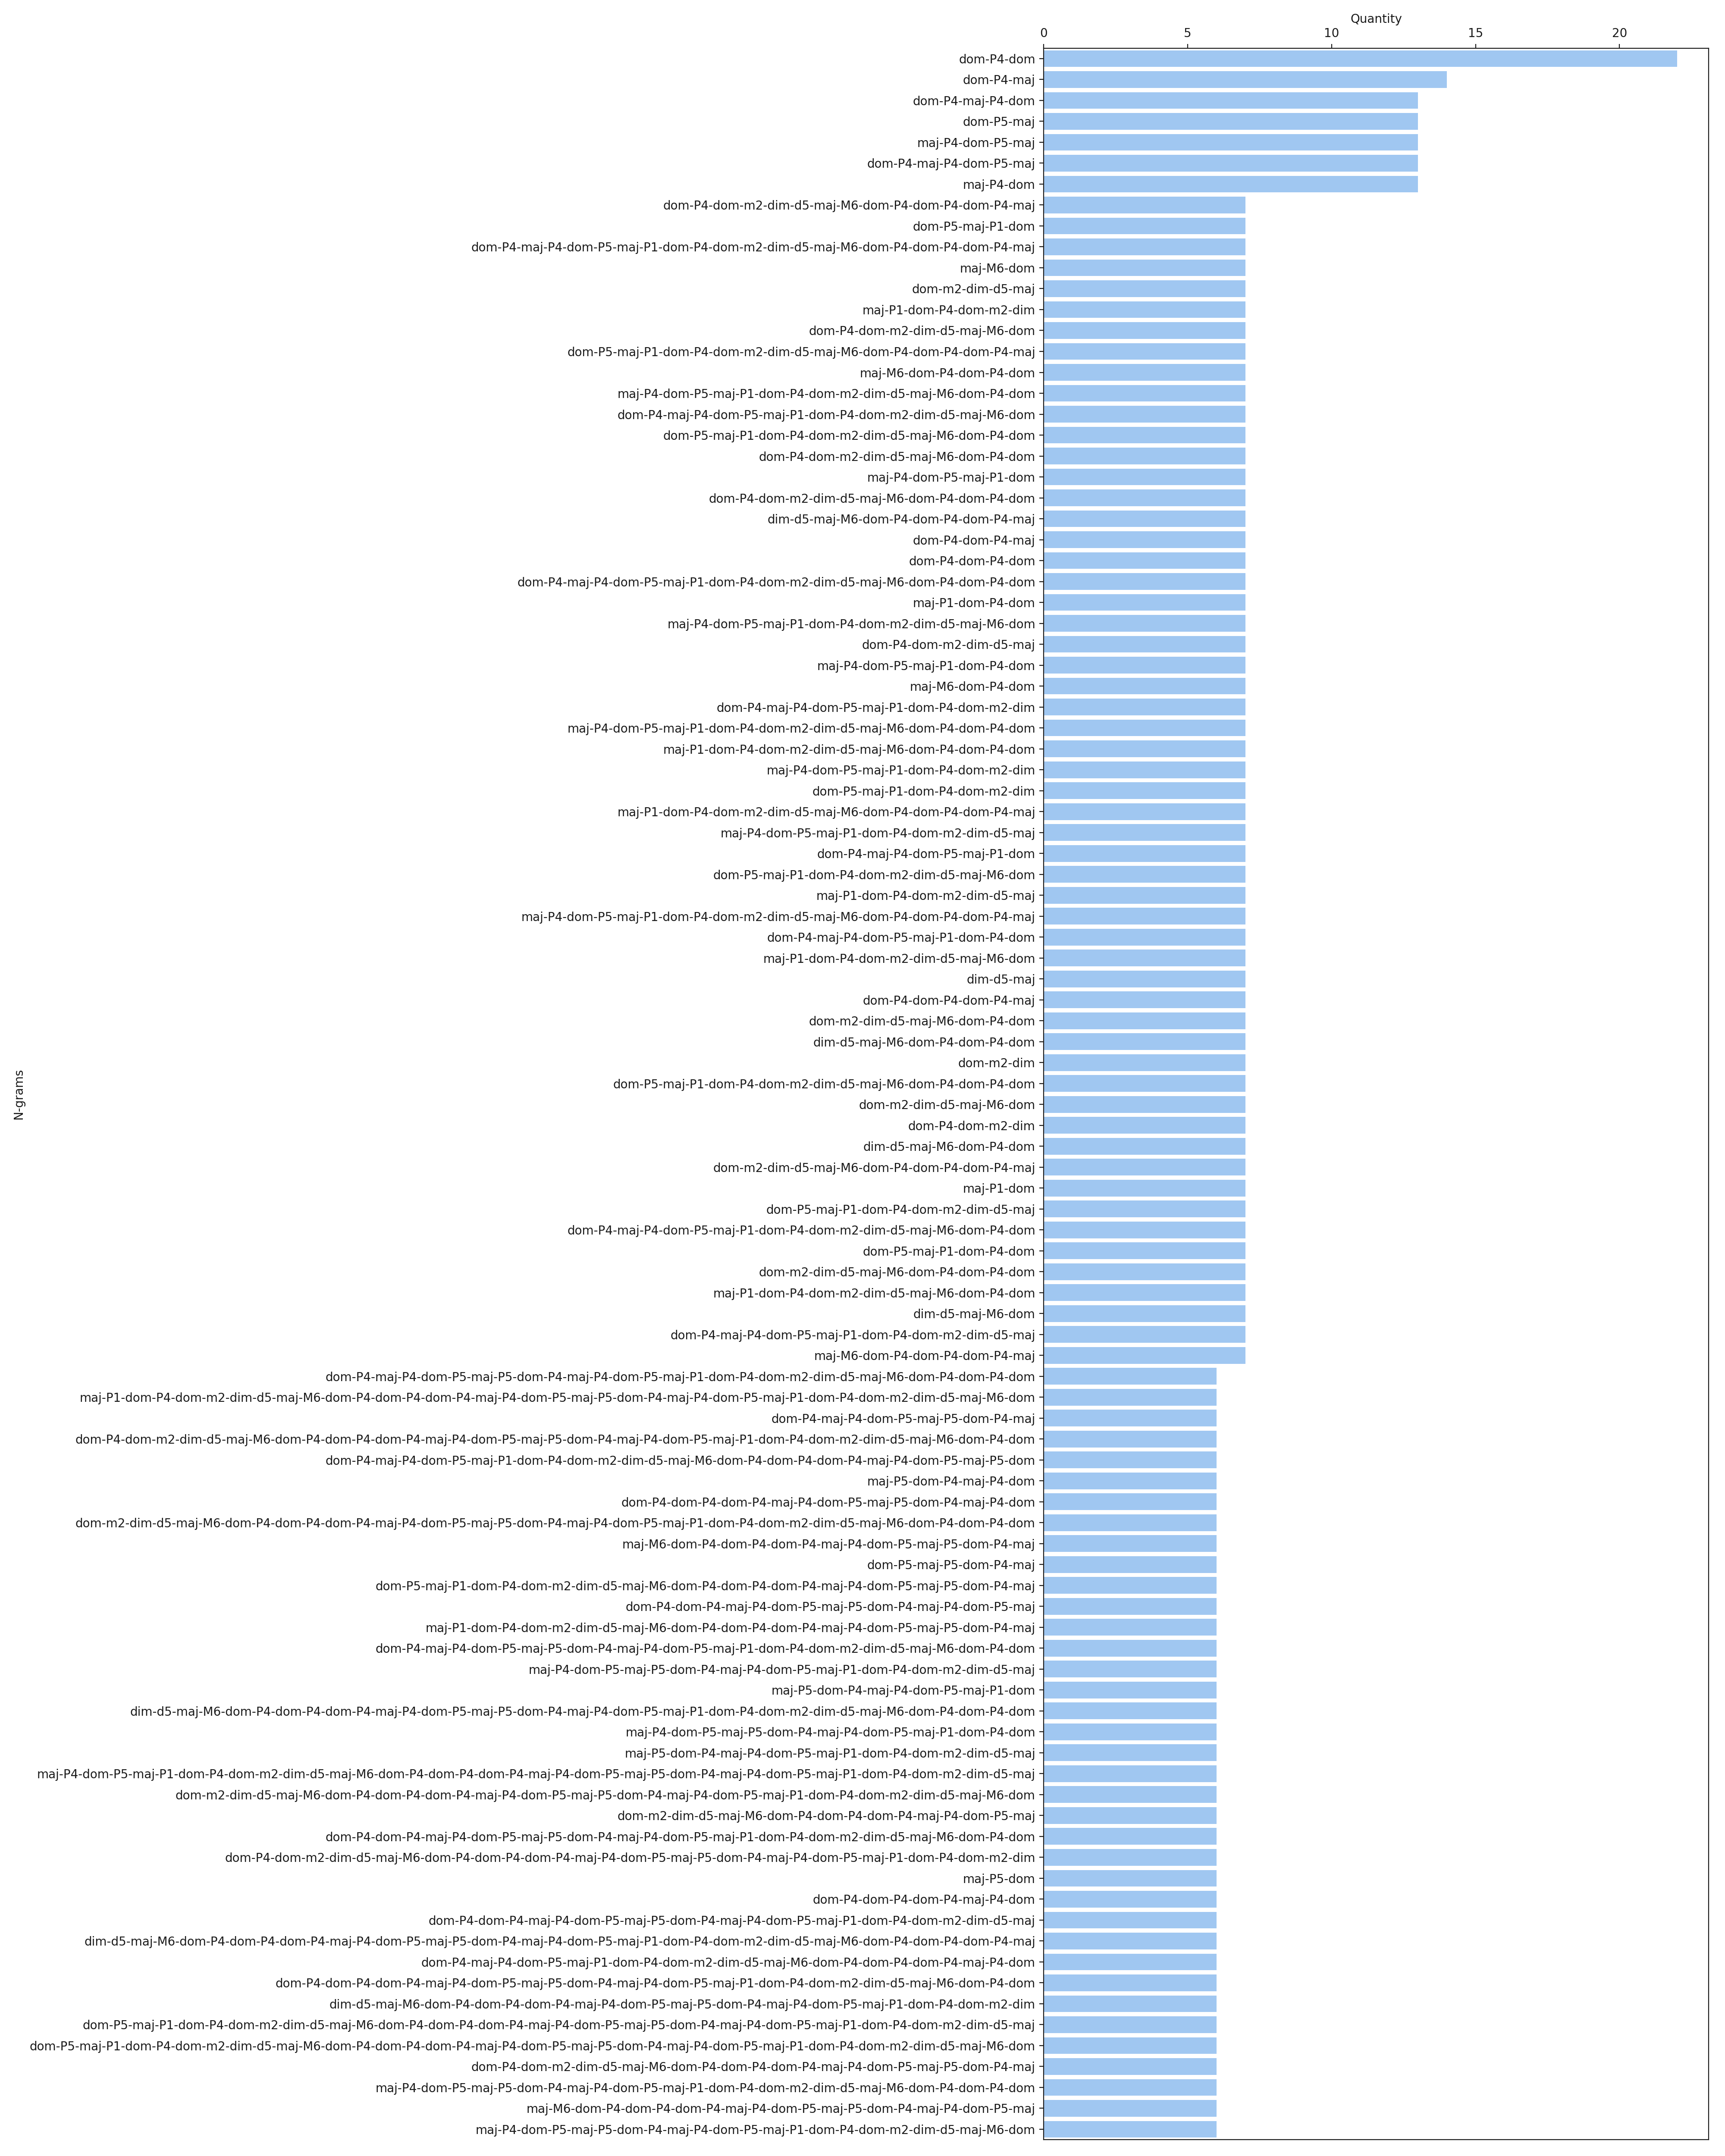 Quantity
0 5 10 15 20
dom-P4-dom
dom-P4-maj
dom-P4-maj-P4-dom
dom-P5-maj
maj-P4-dom-P5-maj
dom-P4-maj-P4-dom-P5-maj
maj-P4-dom
dom-P4-dom-m2-dim-d5-maj-M6-dom-P4-dom-P4-dom-P4-maj
dom-P5-maj-P1-dom
dom-P4-maj-P4-dom-P5-maj-P1-dom-P4-dom-m2-dim-d5-maj-M6-dom-P4-dom-P4-dom-P4-maj
maj-M6-dom
dom-m2-dim-d5-maj
maj-P1-dom-P4-dom-m2-dim
dom-P4-dom-m2-dim-d5-maj-M6-dom
dom-P5-maj-P1-dom-P4-dom-m2-dim-d5-maj-M6-dom-P4-dom-P4-dom-P4-maj
maj-M6-dom-P4-dom-P4-dom
maj-P4-dom-P5-maj-P1-dom-P4-dom-m2-dim-d5-maj-M6-dom-P4-dom
dom-P4-maj-P4-dom-P5-maj-P1-dom-P4-dom-m2-dim-d5-maj-M6-dom
dom-P5-maj-P1-dom-P4-dom-m2-dim-d5-maj-M6-dom-P4-dom
dom-P4-dom-m2-dim-d5-maj-M6-dom-P4-dom
maj-P4-dom-P5-maj-P1-dom
dom-P4-dom-m2-dim-d5-maj-M6-dom-P4-dom-P4-dom
dim-d5-maj-M6-dom-P4-dom-P4-dom-P4-maj
dom-P4-dom-P4-maj
dom-P4-dom-P4-dom
dom-P4-maj-P4-dom-P5-maj-P1-dom-P4-dom-m2-dim-d5-maj-M6-dom-P4-dom-P4-dom
maj-P1-dom-P4-dom
maj-P4-dom-P5-maj-P1-dom-P4-dom-m2-dim-d5-maj-M6-dom
dom-P4-dom-m2-dim-d5-maj
maj-P4-dom-P5-maj-P1-dom-P4-dom
maj-M6-dom-P4-dom
dom-P4-maj-P4-dom-P5-maj-P1-dom-P4-dom-m2-dim
maj-P4-dom-P5-maj-P1-dom-P4-dom-m2-dim-d5-maj-M6-dom-P4-dom-P4-dom
maj-P1-dom-P4-dom-m2-dim-d5-maj-M6-dom-P4-dom-P4-dom
maj-P4-dom-P5-maj-P1-dom-P4-dom-m2-dim
dom-P5-maj-P1-dom-P4-dom-m2-dim
maj-P1-dom-P4-dom-m2-dim-d5-maj-M6-dom-P4-dom-P4-dom-P4-maj
maj-P4-dom-P5-maj-P1-dom-P4-dom-m2-dim-d5-maj
dom-P4-maj-P4-dom-P5-maj-P1-dom
dom-P5-maj-P1-dom-P4-dom-m2-dim-d5-maj-M6-dom
maj-P1-dom-P4-dom-m2-dim-d5-maj
maj-P4-dom-P5-maj-P1-dom-P4-dom-m2-dim-d5-maj-M6-dom-P4-dom-P4-dom-P4-maj
dom-P4-maj-P4-dom-P5-maj-P1-dom-P4-dom
maj-P1-dom-P4-dom-m2-dim-d5-maj-M6-dom
dim-d5-maj
dom-P4-dom-P4-dom-P4-maj
dom-m2-dim-d5-maj-M6-dom-P4-dom
dim-d5-maj-M6-dom-P4-dom-P4-dom
dom-m2-dim
dom-P5-maj-P1-dom-P4-dom-m2-dim-d5-maj-M6-dom-P4-dom-P4-dom
N-grams
dom-m2-dim-d5-maj-M6-dom
dom-P4-dom-m2-dim
dim-d5-maj-M6-dom-P4-dom
dom-m2-dim-d5-maj-M6-dom-P4-dom-P4-dom-P4-maj
maj-P1-dom
dom-P5-maj-P1-dom-P4-dom-m2-dim-d5-maj
dom-P4-maj-P4-dom-P5-maj-P1-dom-P4-dom-m2-dim-d5-maj-M6-dom-P4-dom
dom-P5-maj-P1-dom-P4-dom
dom-m2-dim-d5-maj-M6-dom-P4-dom-P4-dom
maj-P1-dom-P4-dom-m2-dim-d5-maj-M6-dom-P4-dom
dim-d5-maj-M6-dom
dom-P4-maj-P4-dom-P5-maj-P1-dom-P4-dom-m2-dim-d5-maj
maj-M6-dom-P4-dom-P4-dom-P4-maj
dom-P4-maj-P4-dom-P5-maj-P5-dom-P4-maj-P4-dom-P5-maj-P1-dom-P4-dom-m2-dim-d5-maj-M6-dom-P4-dom-P4-dom
maj-P1-dom-P4-dom-m2-dim-d5-maj-M6-dom-P4-dom-P4-dom-P4-maj-P4-dom-P5-maj-P5-dom-P4-maj-P4-dom-P5-maj-P1-dom-P4-dom-m2-dim-d5-maj-M6-dom
dom-P4-maj-P4-dom-P5-maj-P5-dom-P4-maj
dom-P4-dom-m2-dim-d5-maj-M6-dom-P4-dom-P4-dom-P4-maj-P4-dom-P5-maj-P5-dom-P4-maj-P4-dom-P5-maj-P1-dom-P4-dom-m2-dim-d5-maj-M6-dom-P4-dom
dom-P4-maj-P4-dom-P5-maj-P1-dom-P4-dom-m2-dim-d5-maj-M6-dom-P4-dom-P4-dom-P4-maj-P4-dom-P5-maj-P5-dom
maj-P5-dom-P4-maj-P4-dom
dom-P4-dom-P4-dom-P4-maj-P4-dom-P5-maj-P5-dom-P4-maj-P4-dom
dom-m2-dim-d5-maj-M6-dom-P4-dom-P4-dom-P4-maj-P4-dom-P5-maj-P5-dom-P4-maj-P4-dom-P5-maj-P1-dom-P4-dom-m2-dim-d5-maj-M6-dom-P4-dom-P4-dom
maj-M6-dom-P4-dom-P4-dom-P4-maj-P4-dom-P5-maj-P5-dom-P4-maj
dom-P5-maj-P5-dom-P4-maj
dom-P5-maj-P1-dom-P4-dom-m2-dim-d5-maj-M6-dom-P4-dom-P4-dom-P4-maj-P4-dom-P5-maj-P5-dom-P4-maj
dom-P4-dom-P4-maj-P4-dom-P5-maj-P5-dom-P4-maj-P4-dom-P5-maj
maj-P1-dom-P4-dom-m2-dim-d5-maj-M6-dom-P4-dom-P4-dom-P4-maj-P4-dom-P5-maj-P5-dom-P4-maj
dom-P4-maj-P4-dom-P5-maj-P5-dom-P4-maj-P4-dom-P5-maj-P1-dom-P4-dom-m2-dim-d5-maj-M6-dom-P4-dom
maj-P4-dom-P5-maj-P5-dom-P4-maj-P4-dom-P5-maj-P1-dom-P4-dom-m2-dim-d5-maj
maj-P5-dom-P4-maj-P4-dom-P5-maj-P1-dom
dim-d5-maj-M6-dom-P4-dom-P4-dom-P4-maj-P4-dom-P5-maj-P5-dom-P4-maj-P4-dom-P5-maj-P1-dom-P4-dom-m2-dim-d5-maj-M6-dom-P4-dom-P4-dom
maj-P4-dom-P5-maj-P5-dom-P4-maj-P4-dom-P5-maj-P1-dom-P4-dom
maj-P5-dom-P4-maj-P4-dom-P5-maj-P1-dom-P4-dom-m2-dim-d5-maj
maj-P4-dom-P5-maj-P1-dom-P4-dom-m2-dim-d5-maj-M6-dom-P4-dom-P4-dom-P4-maj-P4-dom-P5-maj-P5-dom-P4-maj-P4-dom-P5-maj-P1-dom-P4-dom-m2-dim-d5-maj
dom-m2-dim-d5-maj-M6-dom-P4-dom-P4-dom-P4-maj-P4-dom-P5-maj-P5-dom-P4-maj-P4-dom-P5-maj-P1-dom-P4-dom-m2-dim-d5-maj-M6-dom
dom-m2-dim-d5-maj-M6-dom-P4-dom-P4-dom-P4-maj-P4-dom-P5-maj
dom-P4-dom-P4-maj-P4-dom-P5-maj-P5-dom-P4-maj-P4-dom-P5-maj-P1-dom-P4-dom-m2-dim-d5-maj-M6-dom-P4-dom
dom-P4-dom-m2-dim-d5-maj-M6-dom-P4-dom-P4-dom-P4-maj-P4-dom-P5-maj-P5-dom-P4-maj-P4-dom-P5-maj-P1-dom-P4-dom-m2-dim
maj-P5-dom
dom-P4-dom-P4-dom-P4-maj-P4-dom
dom-P4-dom-P4-maj-P4-dom-P5-maj-P5-dom-P4-maj-P4-dom-P5-maj-P1-dom-P4-dom-m2-dim-d5-maj
dim-d5-maj-M6-dom-P4-dom-P4-dom-P4-maj-P4-dom-P5-maj-P5-dom-P4-maj-P4-dom-P5-maj-P1-dom-P4-dom-m2-dim-d5-maj-M6-dom-P4-dom-P4-dom-P4-maj
dom-P4-maj-P4-dom-P5-maj-P1-dom-P4-dom-m2-dim-d5-maj-M6-dom-P4-dom-P4-dom-P4-maj-P4-dom
dom-P4-dom-P4-dom-P4-maj-P4-dom-P5-maj-P5-dom-P4-maj-P4-dom-P5-maj-P1-dom-P4-dom-m2-dim-d5-maj-M6-dom-P4-dom
dim-d5-maj-M6-dom-P4-dom-P4-dom-P4-maj-P4-dom-P5-maj-P5-dom-P4-maj-P4-dom-P5-maj-P1-dom-P4-dom-m2-dim
dom-P5-maj-P1-dom-P4-dom-m2-dim-d5-maj-M6-dom-P4-dom-P4-dom-P4-maj-P4-dom-P5-maj-P5-dom-P4-maj-P4-dom-P5-maj-P1-dom-P4-dom-m2-dim-d5-maj
dom-P5-maj-P1-dom-P4-dom-m2-dim-d5-maj-M6-dom-P4-dom-P4-dom-P4-maj-P4-dom-P5-maj-P5-dom-P4-maj-P4-dom-P5-maj-P1-dom-P4-dom-m2-dim-d5-maj-M6-dom
dom-P4-dom-m2-dim-d5-maj-M6-dom-P4-dom-P4-dom-P4-maj-P4-dom-P5-maj-P5-dom-P4-maj
maj-P4-dom-P5-maj-P5-dom-P4-maj-P4-dom-P5-maj-P1-dom-P4-dom-m2-dim-d5-maj-M6-dom-P4-dom-P4-dom
maj-M6-dom-P4-dom-P4-dom-P4-maj-P4-dom-P5-maj-P5-dom-P4-maj-P4-dom-P5-maj
maj-P4-dom-P5-maj-P5-dom-P4-maj-P4-dom-P5-maj-P1-dom-P4-dom-m2-dim-d5-maj-M6-dom